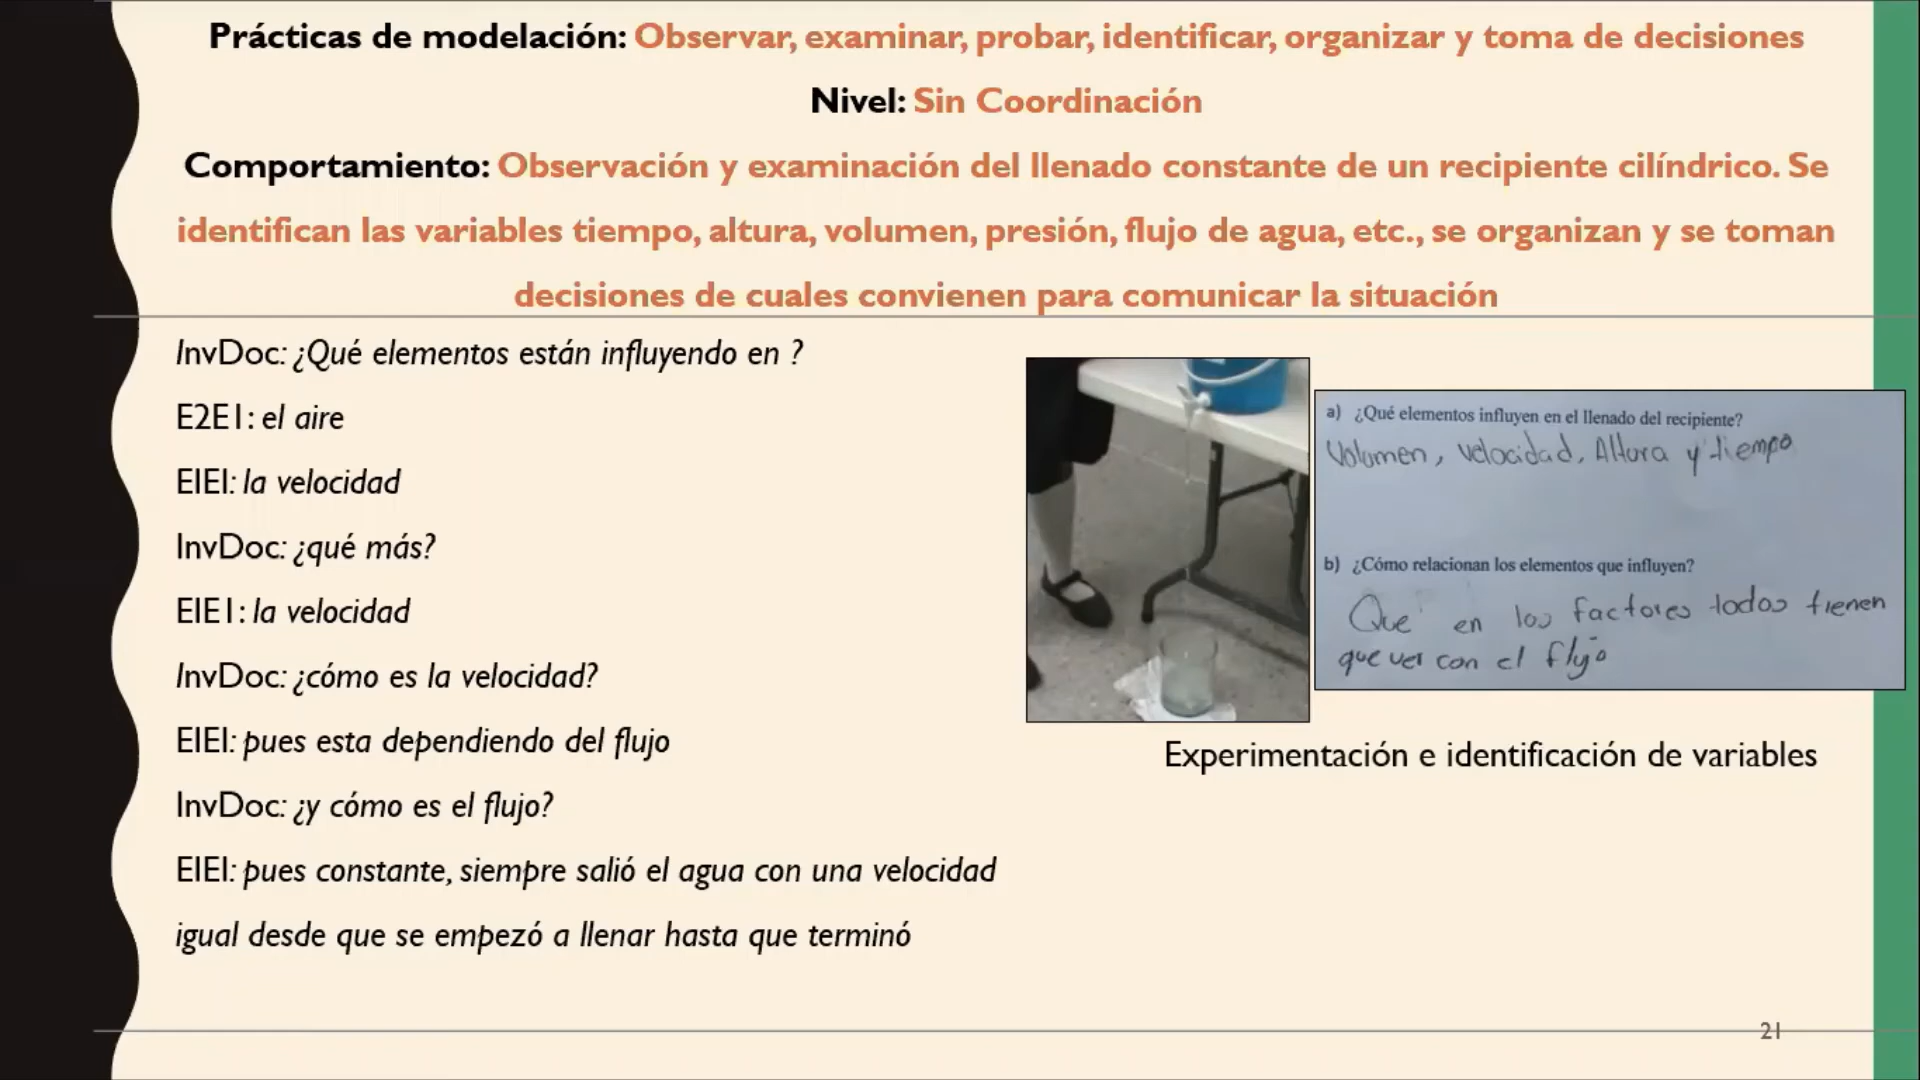 Prácticas de modelación: Observar, examinar, probar, identificar, organizar y toma de decisiones
Nivel: Sin Coordinación
Comportamiento: Observación y examinación del llenado constante de un recipiente cilíndrico. Se
identifican las variables tiempo, altura, volumen, presión, flujo de agua, etc., se organizan y se toman
decisiones de cuales convienen para comunicar la situación
InvDoc: ¿Qué elementos están influyendo en ?
E2E1: el aire
EIEI: la velocidad
InvDoc: ¿qué más?
EIE1: la velocidad
InvDoc: ¿cómo es la velocidad?
EIEI: pues esta dependiendo del flujo
InvDoc: ¿y cómo es el flujo?
EIEI: pues constante, siempre salió el agua con una velocidad
igual desde que se empezó a llenar hasta que terminó
a) ¿Qué elementos influyen en el llenado del recipiente?
Volumen, velocidad, Altura y tiempo
b) ¿Cómo relacionan los elementos que influyen?
Que en los factores todos tienen
que ver con el flujo
Experimentación e identificación de variables
21